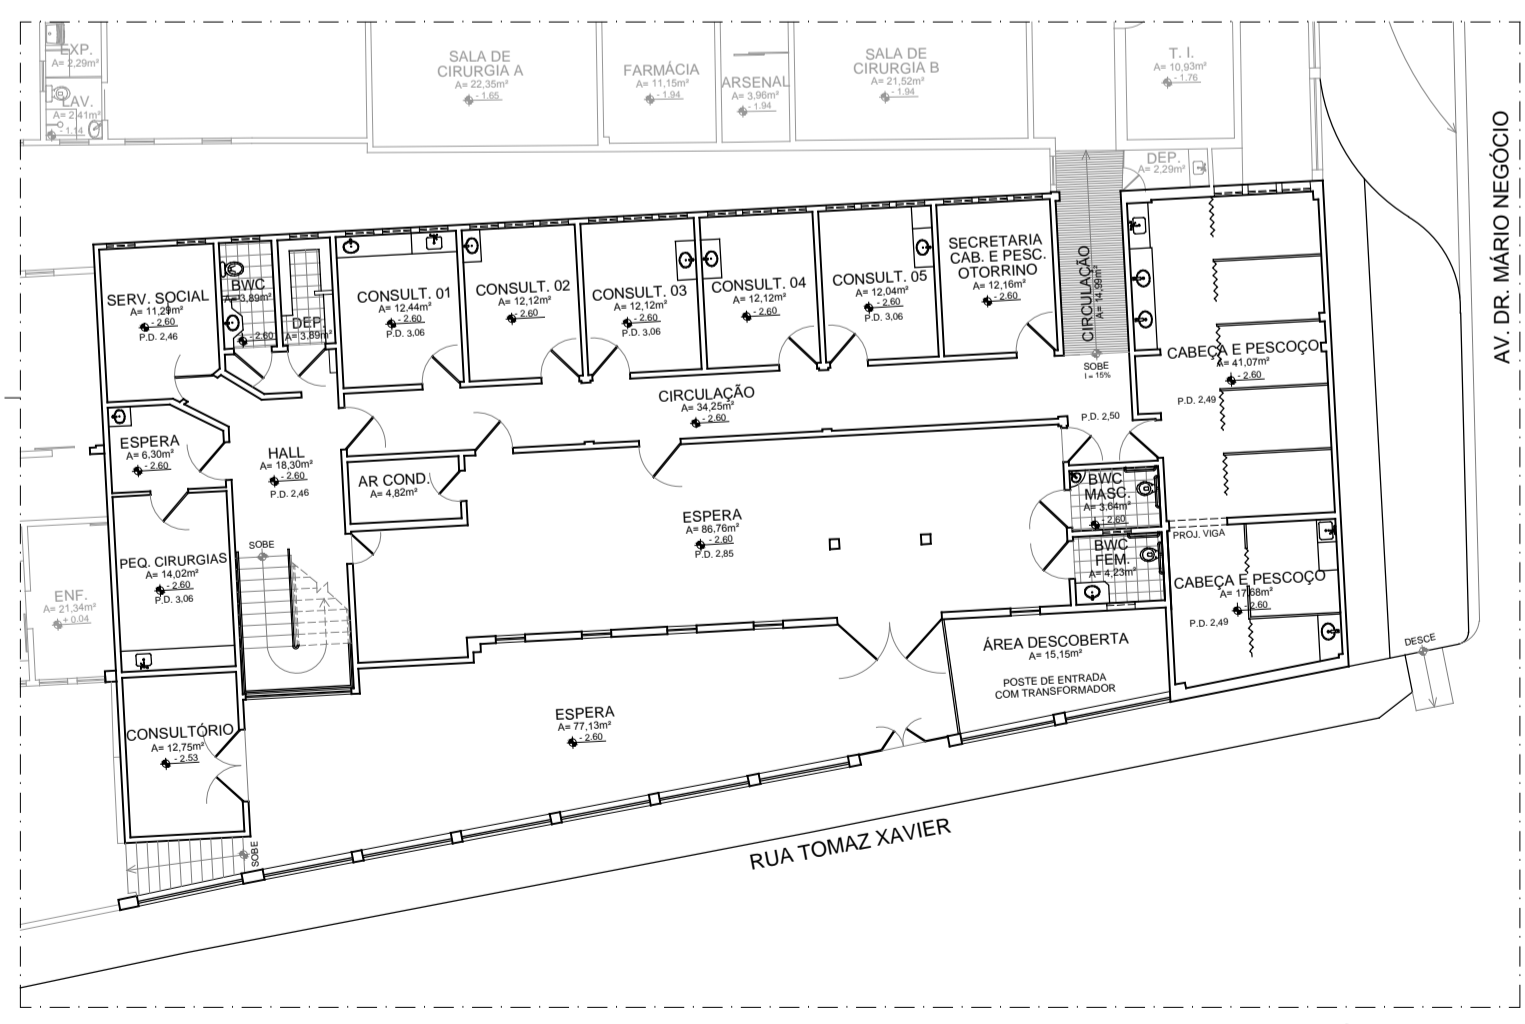 EXP.
A= 2,29m²
LAV.
A= 2,41m²
- 1.14
SALA DE
CIRURGIA A
A= 22,35m²
- 1.65
FARMÁCIA
A= 11,15m²
- 1.94
ARSENAL
A= 3,96m²
- 1.94
SALA DE
CIRURGIA B
A= 21,52m²
- 1.94
T. I.
A= 10,93m²
- 1.76
DEP.
A= 2,29m²
AV. DR. MÁRIO NEGÓCIO
SERV. SOCIAL
A= 11,29m²
- 2.60
P.D. 2,46
BWC
A= 3,89m²
- 2.60
DEP.
A= 3,69m²
CONSULT. 01
A= 12,44m²
- 2.60
P.D. 3,06
CONSULT. 02
A= 12,12m²
- 2.60
CONSULT. 03
A= 12,12m²
- 2.60
P.D. 3,06
CONSULT. 04
A= 12,12m²
- 2.60
CONSULT. 05
A= 12,04m²
- 2.60
P.D. 3,06
SECRETARIA
CAB. E PESC.
OTORRINO
A= 12,16m²
- 2.60
CIRCULAÇÃO
A= 14,99m²
SOBE
I = 15%
CABEÇA E PESCOÇO
A= 41,07m²
- 2.60
P.D. 2,49
CIRCULAÇÃO
A= 34,25m²
- 2.60
P.D. 2,50
ESPERA
A= 6,30m²
- 2.60
HALL
A= 18,30m²
- 2.60
P.D. 2,46
AR COND.
A= 4,82m²
ESPERA
A= 86,76m²
- 2.60
P.D. 2,85
BWC
MASC.
A= 3,64m²
- 2.60
BWC
FEM.
A= 4,23m²
PROJ. VIGA
CABEÇA E PESCOÇO
A= 17,68m²
- 2.60
P.D. 2,49
SOBE
PEQ. CIRURGIAS
A= 14,02m²
- 2.60
P.D. 3,06
ENF.
A= 21,34m²
+ 0.04
ÁREA DESCOBERTA
A= 15,15m²
POSTE DE ENTRADA
COM TRANSFORMADOR
DESCE
CONSULTÓRIO
A= 12,75m²
- 2.53
ESPERA
A= 77,13m²
- 2.60
SOBE
RUA TOMAZ XAVIER